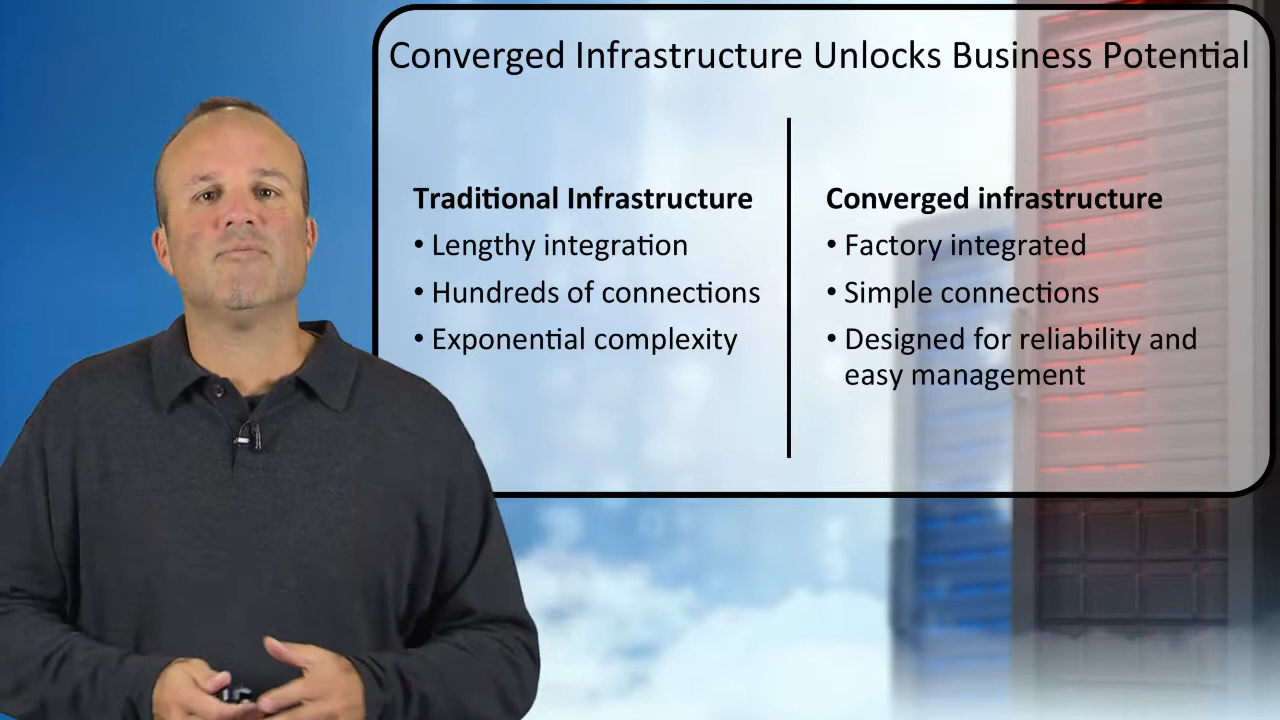 Converged Infrastructure Unlocks Business Potential
Traditional Infrastructure
• Lengthy integration
• Hundreds of connections
• Exponential complexity
Converged infrastructure
• Factory integrated
• Simple connections
• Designed for reliability and
easy management